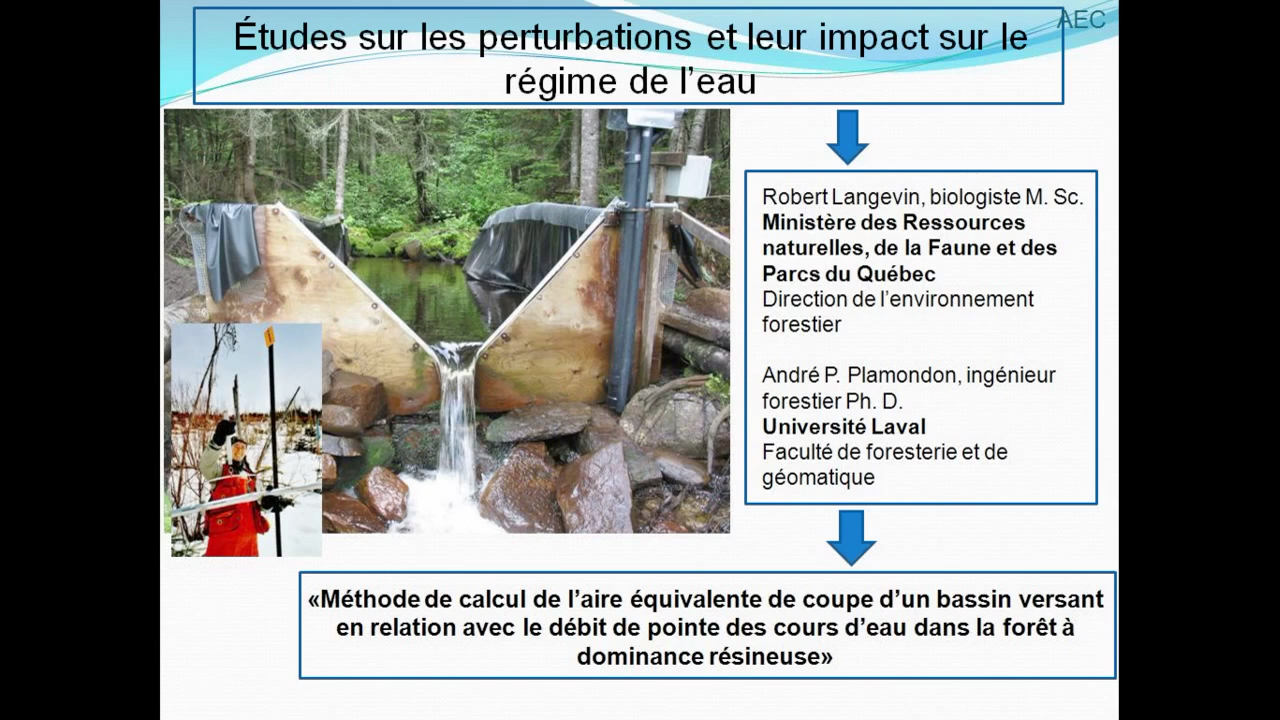 AEC
Études sur les perturbations et leur impact sur le
régime de l’eau
Robert Langevin, biologiste M. Sc.
Ministère des Ressources
naturelles, de la Faune et des
Parcs du Québec
Direction de l’environnement
forestier
André P. Plamondon, ingénieur
forestier Ph. D.
Université Laval
Faculté de foresterie et de
géomatique
«Méthode de calcul de l’aire équivalente de coupe d’un bassin versant
en relation avec le débit de pointe des cours d’eau dans la forêt à
dominance résineuse»